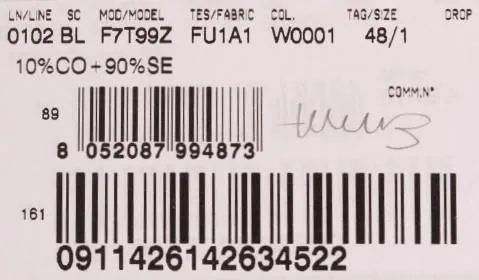 LN/LINE SC MOD/MODEL TES/FABRIC COL. TAG/SIZE DROP
0102 BL F7T99Z FU1A1 W0001 48/1
10%CO+90%SE
COMM.N°
89
8 052087 994873
161
0911426142634522